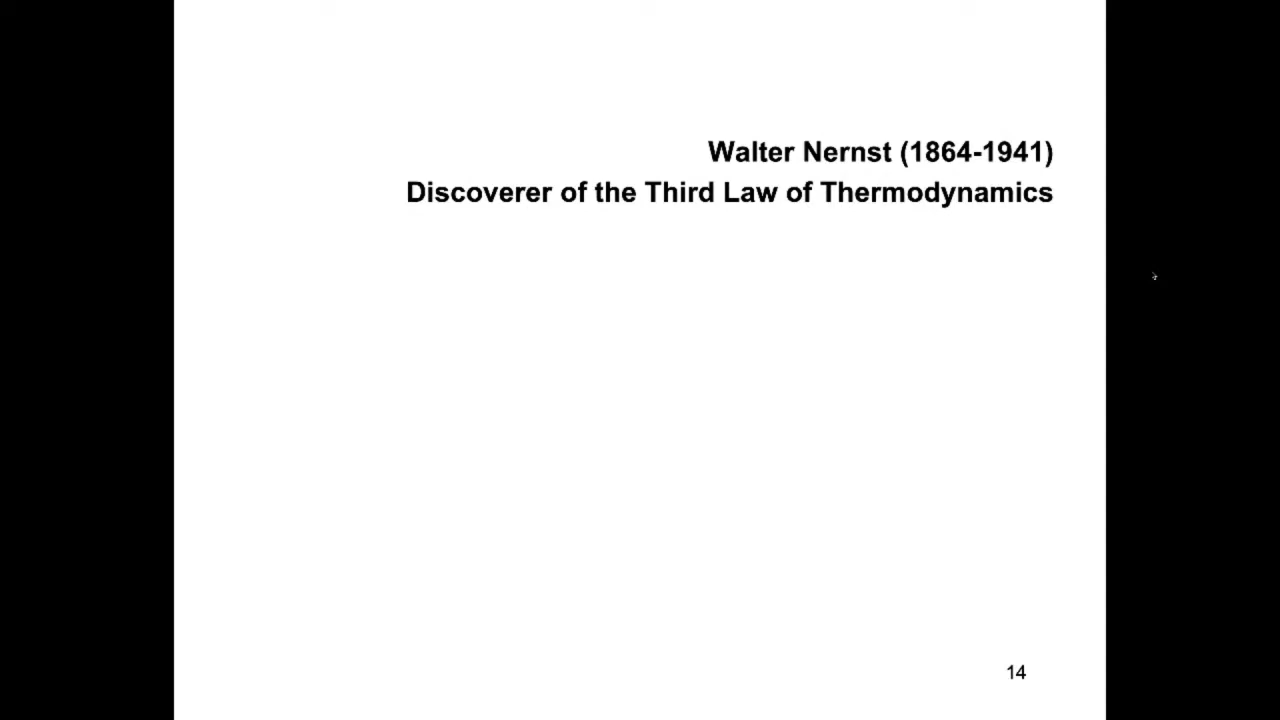 Walter Nernst (1864-1941)
Discoverer of the Third Law of Thermodynamics
14